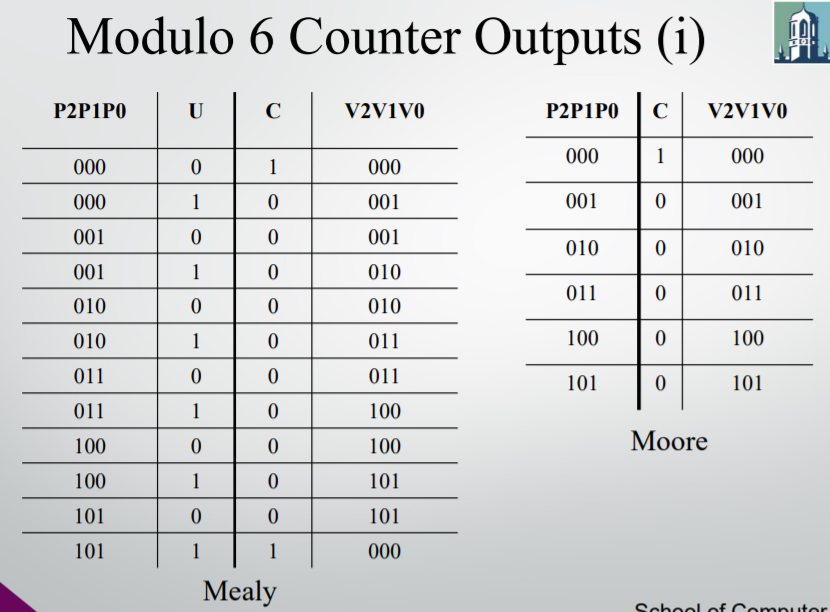 Modulo 6 Counter Outputs (i)
P2P1P0 U C V2V1V0
000 0 1 000
000 1 0 001
001 0 0 001
001 1 0 010
010 0 0 010
010 1 0 011
011 0 0 011
011 1 0 100
100 0 0 100
100 1 0 101
101 0 0 101
101 1 1 000
Mealy
P2P1P0 C V2V1V0
000 1 000
001 0 001
010 0 010
011 0 011
100 0 100
101 0 101
Moore
School of Computer